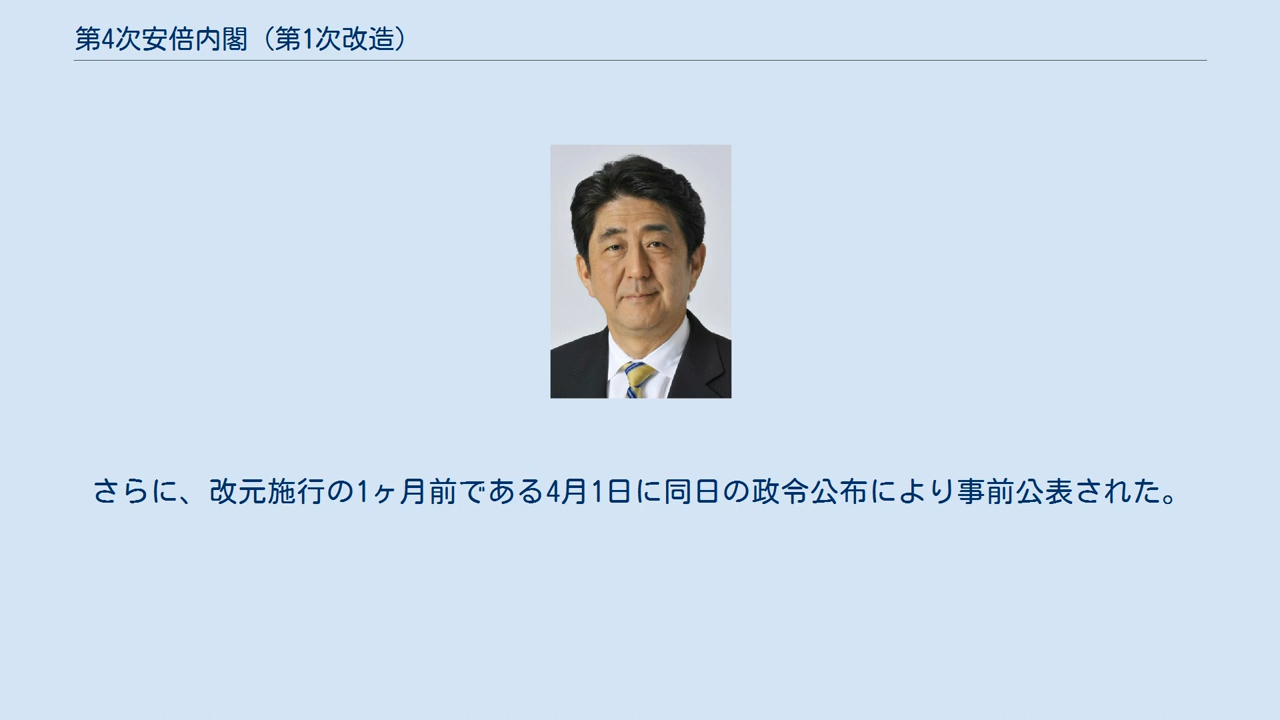 第4次安倍内閣（第1次改造）
さらに、改元施行の1ヶ月前である4月1日に同日の政令公布により事前公表された。